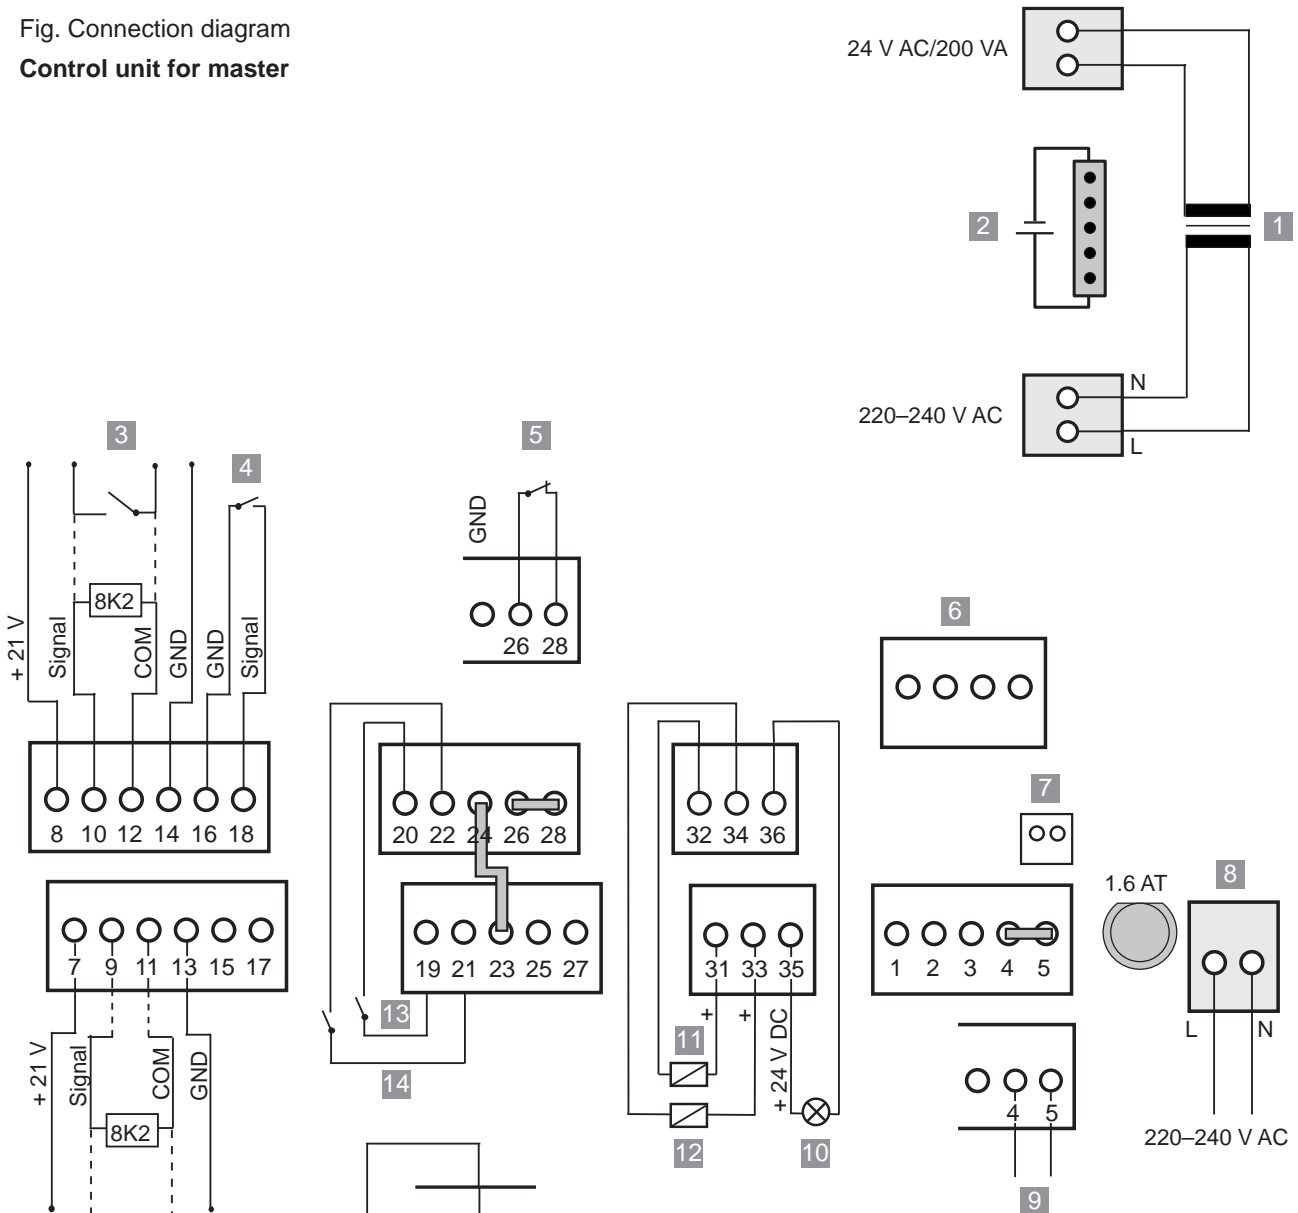 Fig. Connection diagram
Control unit for master
24 V AC/200 VA
2
1
220–240 V AC
N
L
3
4
5
+ 21 V
Signal
8K2
COM
GND
GND
Signal
GND
26 28
6
8 10 12 14 16 18
20 22 24 26 28
32 34 36
7
7 9 11 13 15 17
19 21 23 25 27
31 33 35
1 2 3 4 5
1.6 AT
8
L
N
220–240 V AC
+ 21 V
Signal
8K2
COM
GND
13
14
+
+
+ 24 V DC
11
12
10
4 5
9